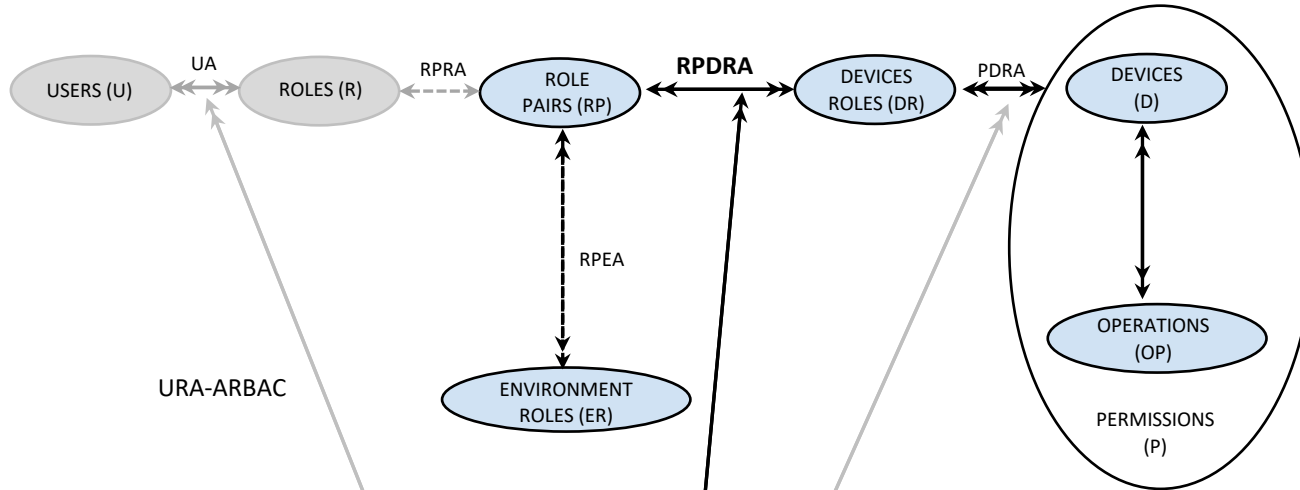 UA
RPRA
RPDRA
PDRA
USERS (U)
ROLES (R)
ROLE
PAIRS (RP)
DEVICES
ROLES (DR)
DEVICES
(D)
RPEA
OPERATIONS
(OP)
URA-ARBAC
ENVIRONMENT
ROLES (ER)
PERMISSIONS
(P)